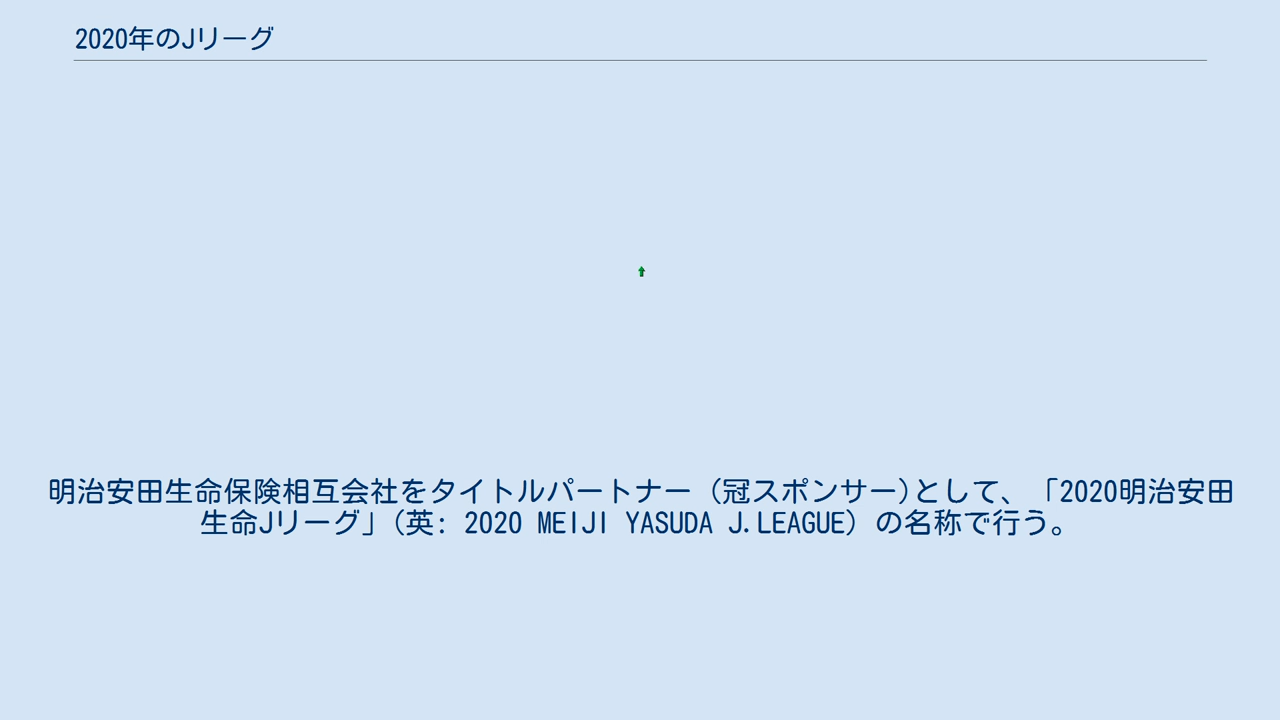 2020年のJリーグ
明治安田生命保険相互会社をタイトルパートナー（冠スポンサー)として、「2020明治安田
生命Jリーグ」（英: 2020 MEIJI YASUDA J.LEAGUE）の名称で行う。